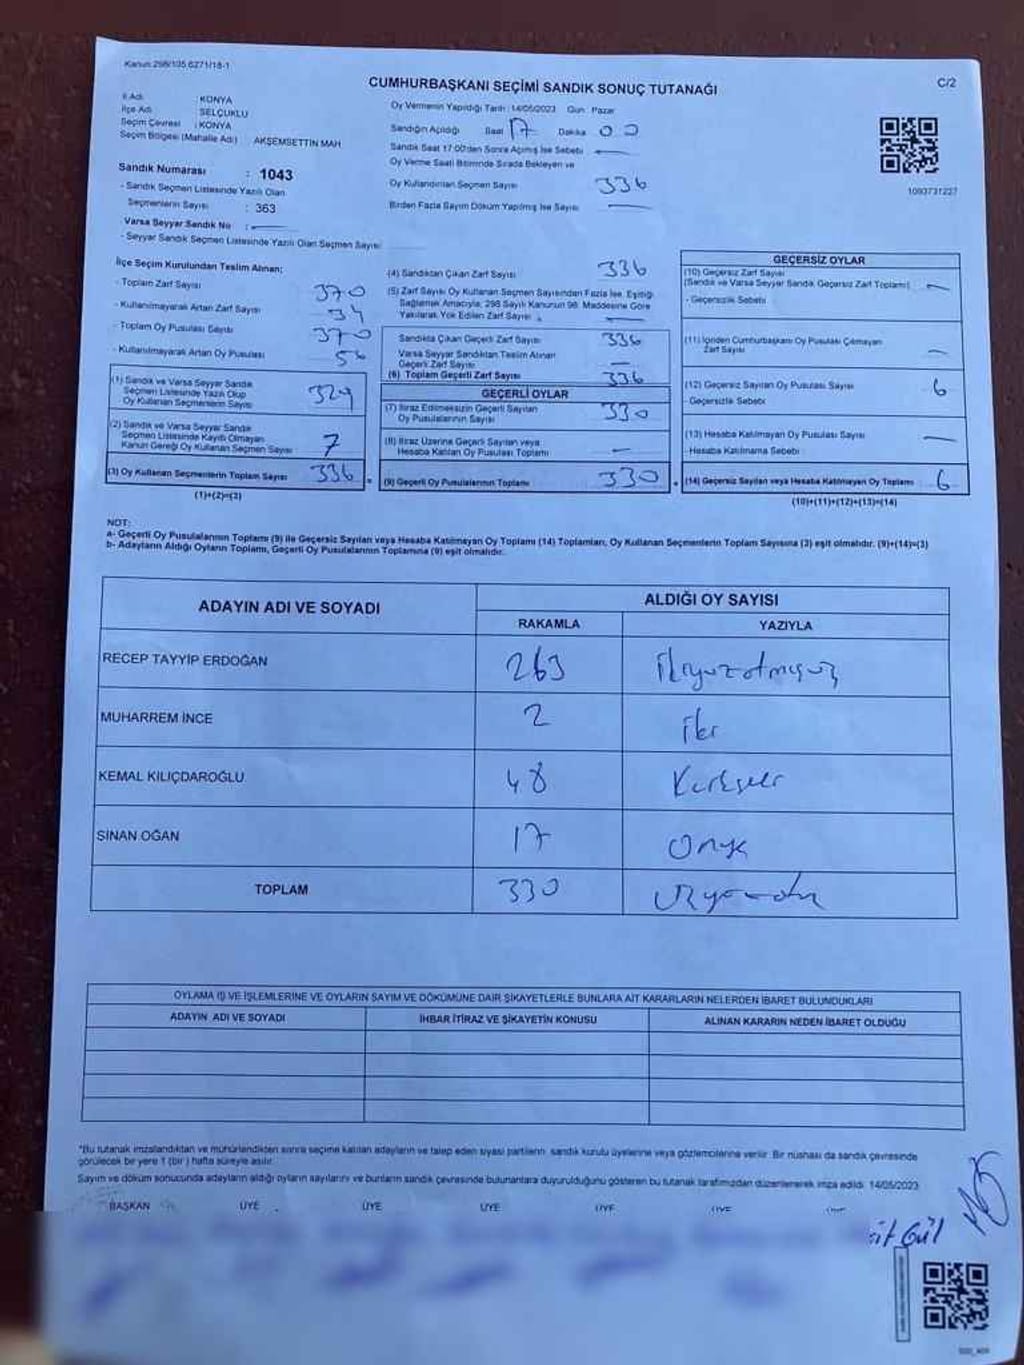 Kanun:298/105,6271/18-1
C/2
CUMHURBAŞKANI SEÇİMİ SANDIK SONUÇ TUTANAĞI
İl Adı : KONYA
İlçe Adı : SELÇUKLU
Seçim Çevresi : KONYA
Seçim Bölgesi (Mahalle Adı) : AKŞEMSETTİN MAH
Sandık Numarası : 1043
- Sandık Seçmen Listesinde Yazılı Olan
Seçmenlerin Sayısı : 363
Varsa Seyyar Sandık No : —
- Seyyar Sandık Seçmen Listesinde Yazılı Olan Seçmen Sayısı
Oy Vermenin Yapıldığı Tarih : 14/05/2023 Gün : Pazar
Sandığın Açıldığı Saat 17 Dakika 00
Sandık Saat 17:00'den Sonra Açılmış İse Sebebi —
Oy Verme Saati Bitiminde Sırada Bekleyen ve
Oy Kullandırılan Seçmen Sayısı 336
Birden Fazla Sayım Döküm Yapılmış İse Sayısı —
1093731227
İlçe Seçim Kurulundan Teslim Alınan;
- Toplam Zarf Sayısı 370
- Kullanılmayarak Artan Zarf Sayısı 34
- Toplam Oy Pusulası Sayısı 370
- Kullanılmayarak Artan Oy Pusulası
(1) Sandık ve Varsa Seyyar Sandık
Seçmen Listesinde Yazılı Olup
Oy Kullanan Seçmenlerin Sayısı 329
(2) Sandık ve Varsa Seyyar Sandık
Seçmen Listesinde Kayıtlı Olmayan
Kanun Gereği Oy Kullanan Seçmen Sayısı 7
(3) Oy Kullanan Seçmenlerin Toplam Sayısı 336
(1)+(2)=(3)
(4) Sandıktan Çıkan Zarf Sayısı 336
(5) Zarf Sayısı Oy Kullanan Seçmen Sayısından Fazla İse, Eşitliği
Sağlamak Amacıyla, 298 Sayılı Kanunun 98. Maddesine Göre
Yakılarak Yok Edilen Zarf Sayısı —
Sandıkta Çıkan Geçerli Zarf Sayısı 336
Varsa Seyyar Sandıktan Teslim Alınan
Geçerli Zarf Sayısı —
(6) Toplam Geçerli Zarf Sayısı 336
GEÇERLİ OYLAR
(7) İtiraz Edilmeksizin Geçerli Sayılan
Oy Pusulalarının Sayısı 330
(8) İtiraz Üzerine Geçerli Sayılan veya
Hesaba Katılan Oy Pusulası Toplamı —
(9) Geçerli Oy Pusulalarının Toplamı 330
GEÇERSİZ OYLAR
(10) Geçersiz Zarf Sayısı
(Sandık ve Varsa Seyyar Sandık Geçersiz Zarf Toplamı) —
- Geçersizlik Sebebi
(11) İçinden Cumhurbaşkanı Oy Pusulası Çıkmayan
Zarf Sayısı —
(12) Geçersiz Sayılan Oy Pusulası Sayısı 6
- Geçersizlik Sebebi
(13) Hesaba Katılmayan Oy Pusulası Sayısı —
- Hesaba Katılmama Sebebi
(14) Geçersiz Sayılan veya Hesaba Katılmayan Oy Toplamı 6
(10)+(11)+(12)+(13)=(14)
NOT:
a- Geçerli Oy Pusulalarının Toplamı (9) ile Geçersiz Sayılan veya Hesaba Katılmayan Oy Toplamı (14) Toplamları, Oy Kullanan Seçmenlerin Toplam Sayısına (3) eşit olmalıdır. (9)+(14)=(3)
b- Adayların Aldığı Oyların Toplamı, Geçerli Oy Pusulalarının Toplamına (9) eşit olmalıdır.
ADAYIN ADI VE SOYADI
ALDIĞI OY SAYISI
RAKAMLA YAZIYLA
RECEP TAYYİP ERDOĞAN 263 ikiyüzatmışüç
MUHARREM İNCE 2 iki
KEMAL KILIÇDAROĞLU 48 Kırksekiz
SİNAN OĞAN 17 Onyedi
TOPLAM 330
OYLAMA İŞ VE İŞLEMLERİNE VE OYLARIN SAYIM VE DÖKÜMÜNE DAİR ŞİKAYETLERLE BUNLARA AİT KARARLARIN NELERDEN İBARET BULUNDUKLARI
ADAYIN ADI VE SOYADI İHBAR İTİRAZ VE ŞİKAYETİN KONUSU ALINAN KARARIN NEDEN İBARET OLDUĞU
*Bu tutanak imzalandıktan ve mühürlendikten sonra seçime katılan adayların ve talep eden siyasi partilerin sandık kurulu üyelerine veya gözlemcilerine verilir. Bir nüshası da sandık çevresinde
görülecek bir yere 1 (bir) hafta süreyle asılır.
Sayım ve döküm sonucunda adayların aldığı oyların sayılarını ve bunların sandık çevresinde bulunanlara duyurulduğunu gösteren bu tutanak tarafımızdan düzenlenerek imza edildi. 14/05/2023
BAŞKAN ÜYE ÜYE ÜYE ÜYE ÜYE ÜYE
Gül